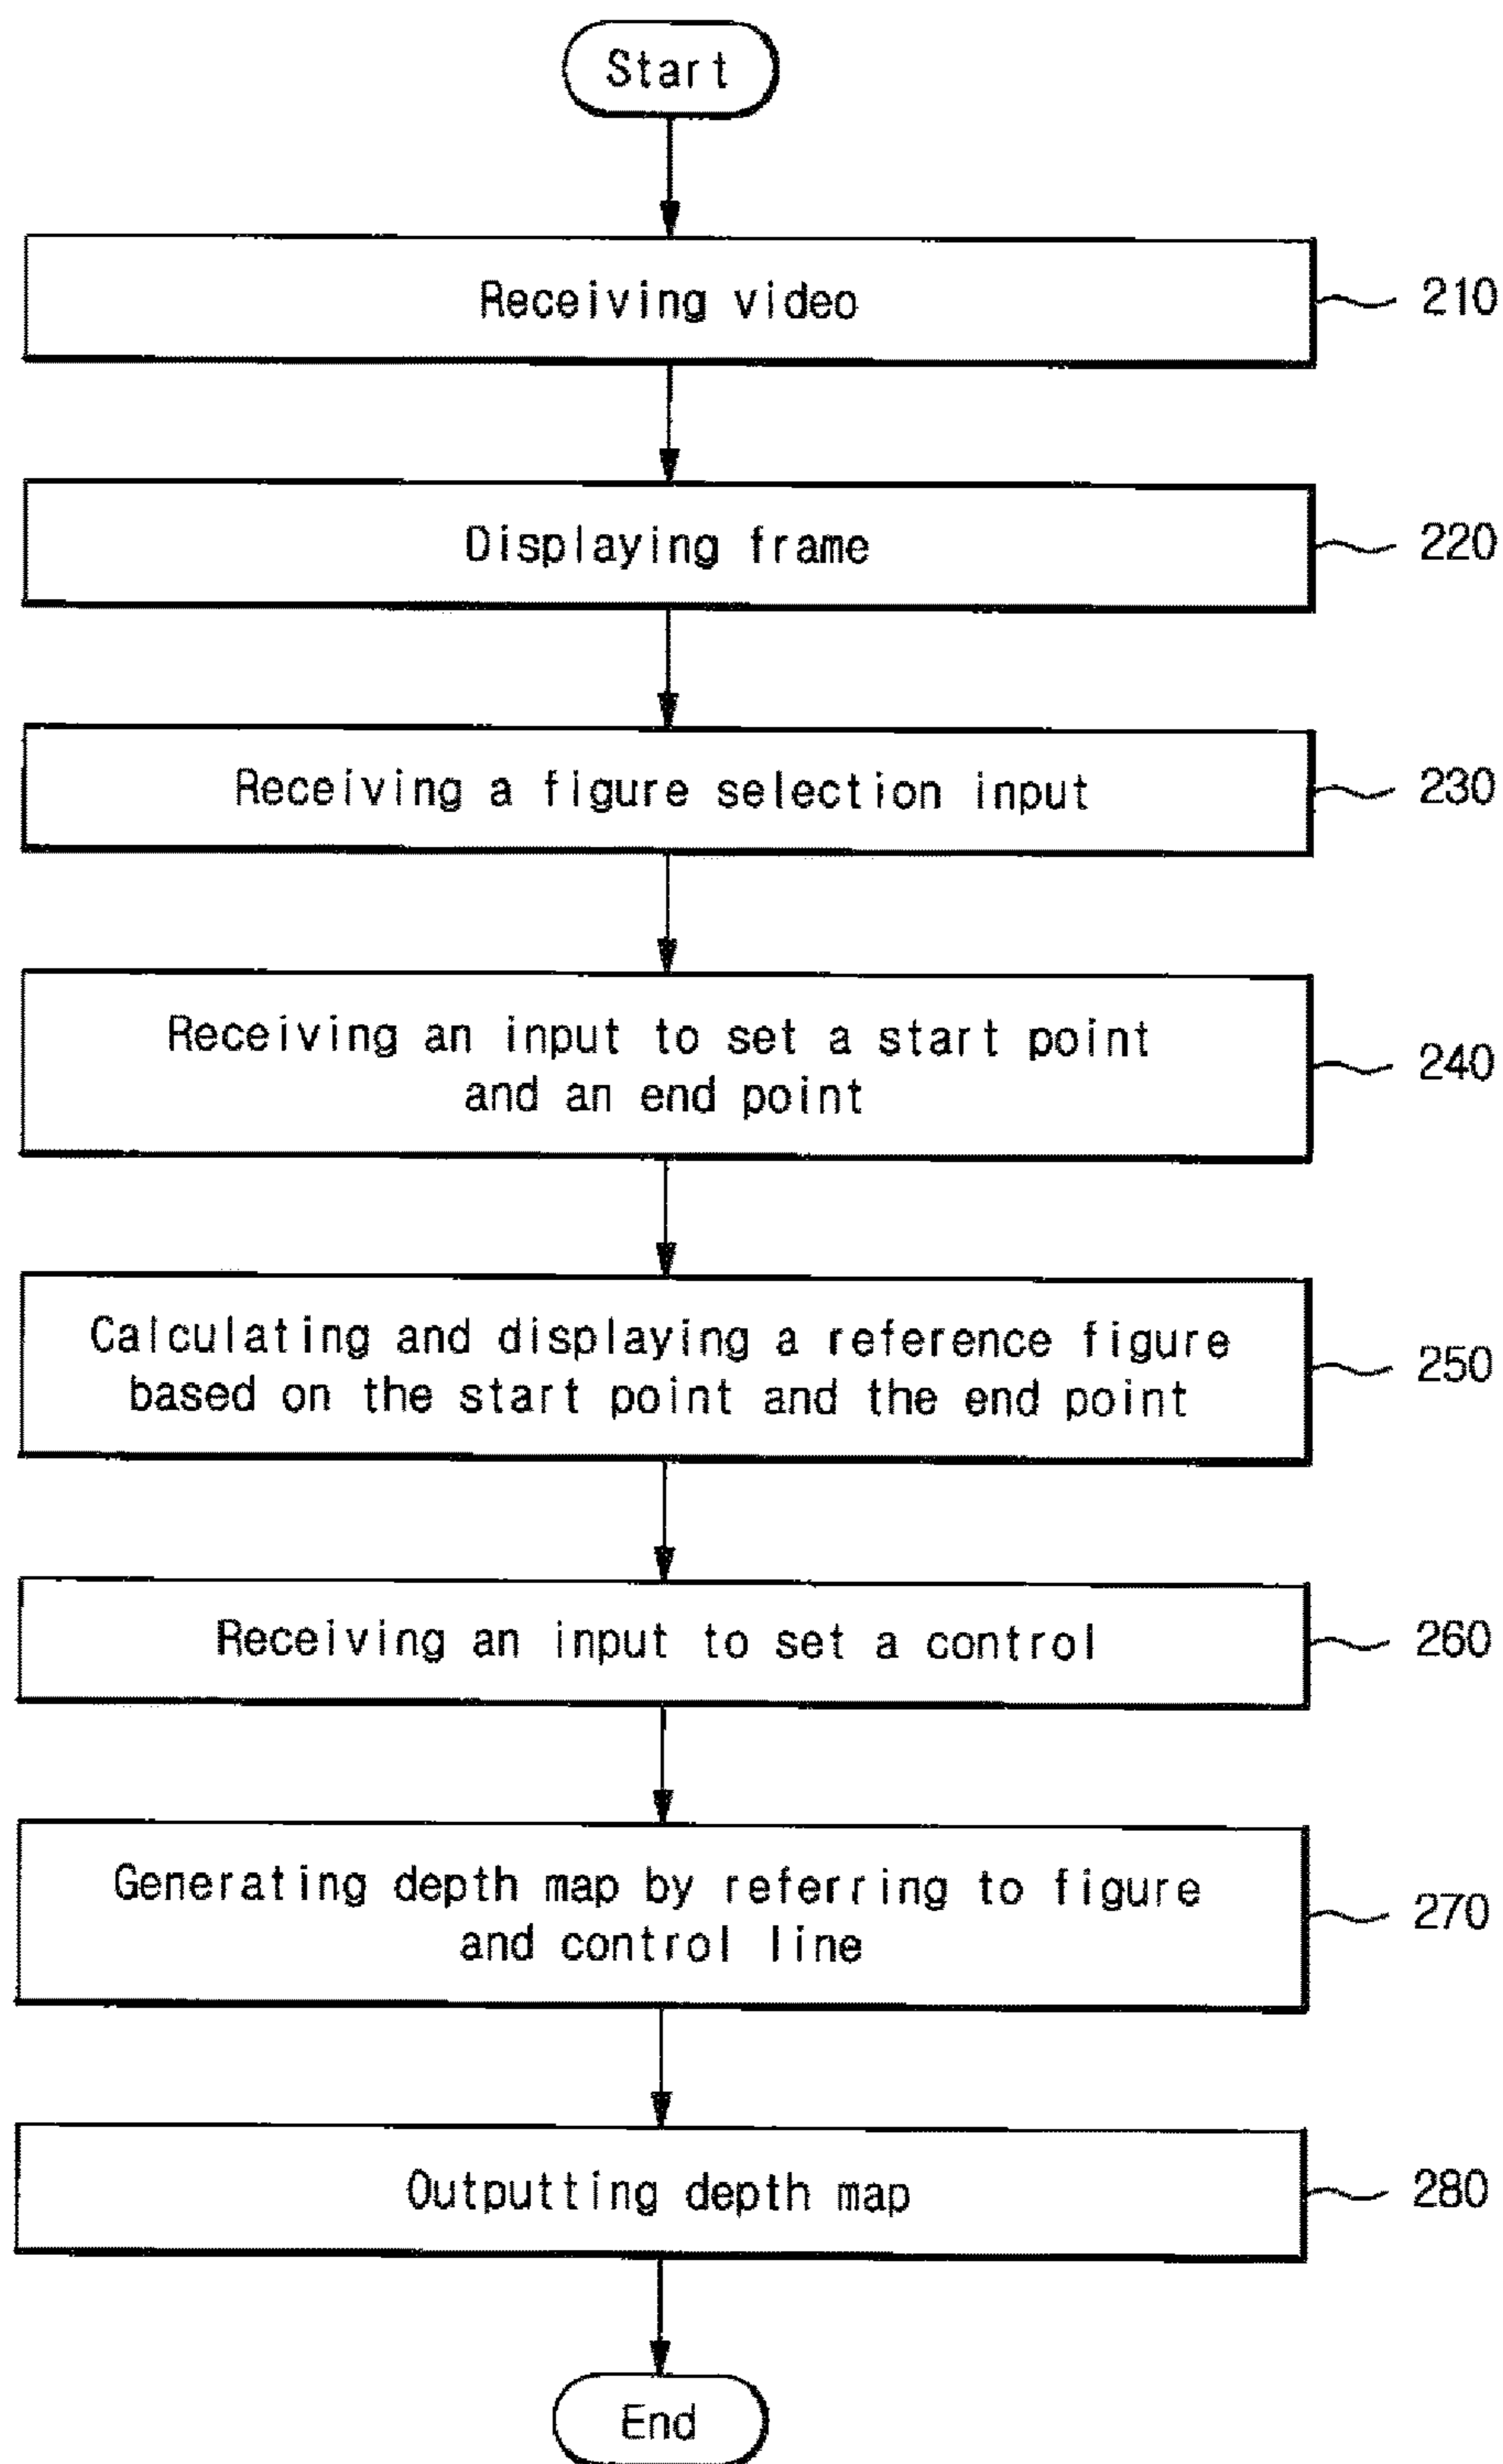 Start
Receiving video
210
Displaying frame
220
Receiving a figure selection input
230
Receiving an input to set a start point
and an end point
240
Calculating and displaying a reference figure
based on the start point and the end point
250
Receiving an input to set a control
260
Generating depth map by referring to figure
and control line
270
Outputting depth map
280
End